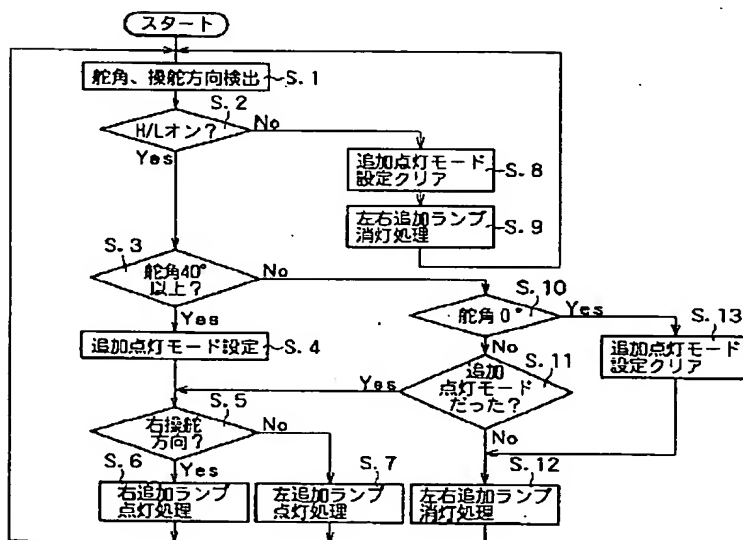 スタート
舵角、操舵方向検出
S.1
S.2
H/Lオン?
No
Yes
追加点灯モード
設定クリア
S.8
左右追加ランプ
消灯処理
S.9
S.3
舵角40°
以上?
No
Yes
S.10
舵角0°
Yes
No
S.13
追加点灯モード
設定クリア
追加点灯モード設定
S.4
S.11
追加
点灯モード
だった?
Yes
No
S.5
右操舵
方向?
No
Yes
S.6
右追加ランプ
点灯処理
S.7
左追加ランプ
点灯処理
S.12
左右追加ランプ
消灯処理